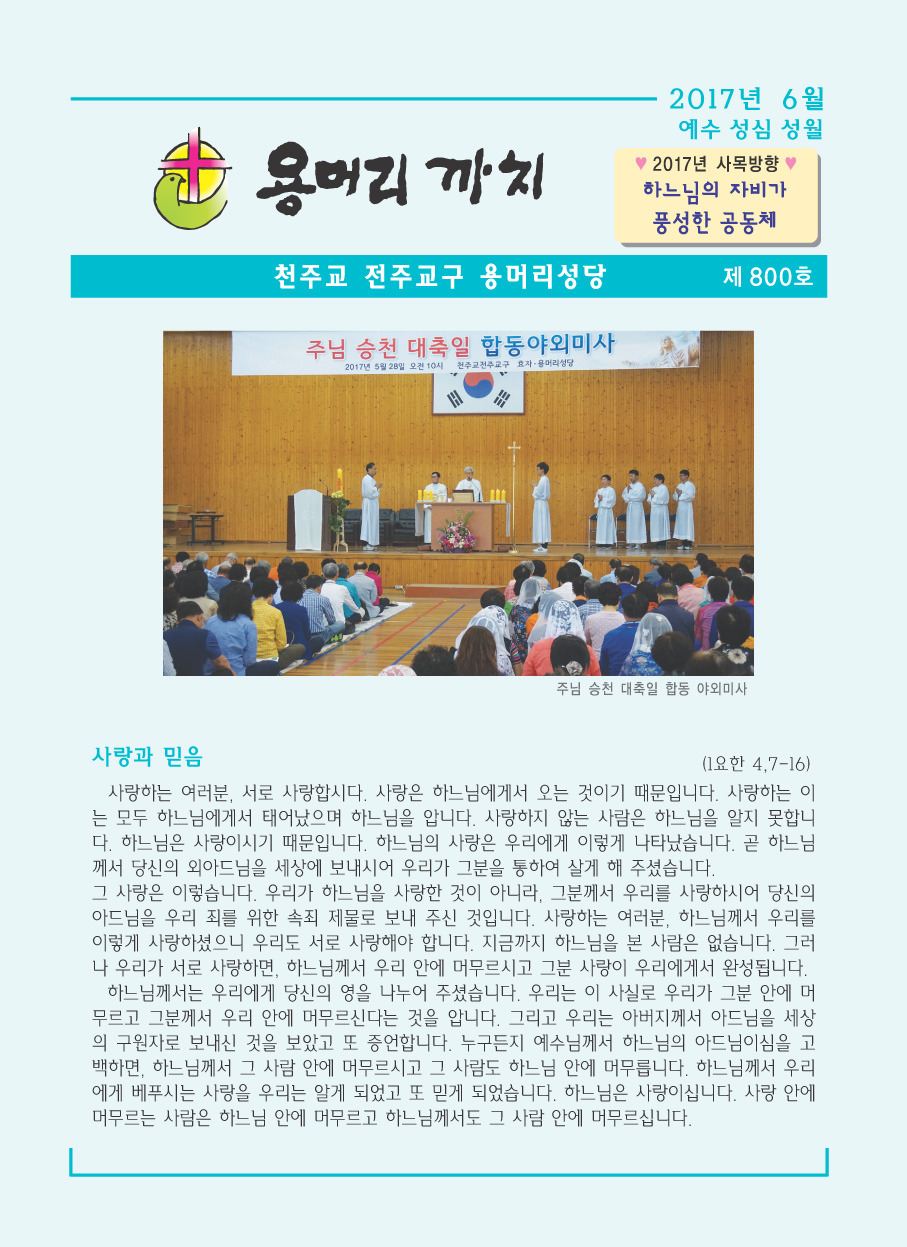 2017년 6월
예수 성심 성월
용머리 까치
♥ 2017년 사목방향 ♥
하느님의 자비가
풍성한 공동체
천주교 전주교구 용머리성당 제 800호
주님 승천 대축일 합동야외미사
2017년 5월 28일 오전 10시 천주교전주교구 효자·용머리성당
주님 승천 대축일 합동 야외미사
사랑과 믿음 (1요한 4,7-16)
사랑하는 여러분, 서로 사랑합시다. 사랑은 하느님에게서 오는 것이기 때문입니다. 사랑하는 이
는 모두 하느님에게서 태어났으며 하느님을 압니다. 사랑하지 않는 사람은 하느님을 알지 못합니
다. 하느님은 사랑이시기 때문입니다. 하느님의 사랑은 우리에게 이렇게 나타났습니다. 곧 하느님
께서 당신의 외아드님을 세상에 보내시어 우리가 그분을 통하여 살게 해 주셨습니다.
그 사랑은 이렇습니다. 우리가 하느님을 사랑한 것이 아니라, 그분께서 우리를 사랑하시어 당신의
아드님을 우리 죄를 위한 속죄 제물로 보내 주신 것입니다. 사랑하는 여러분, 하느님께서 우리를
이렇게 사랑하셨으니 우리도 서로 사랑해야 합니다. 지금까지 하느님을 본 사람은 없습니다. 그러
나 우리가 서로 사랑하면, 하느님께서 우리 안에 머무르시고 그분 사랑이 우리에게서 완성됩니다.
하느님께서는 우리에게 당신의 영을 나누어 주셨습니다. 우리는 이 사실로 우리가 그분 안에 머
무르고 그분께서 우리 안에 머무르신다는 것을 압니다. 그리고 우리는 아버지께서 아드님을 세상
의 구원자로 보내신 것을 보았고 또 증언합니다. 누구든지 예수님께서 하느님의 아드님이심을 고
백하면, 하느님께서 그 사람 안에 머무르시고 그 사람도 하느님 안에 머무릅니다. 하느님께서 우리
에게 베푸시는 사랑을 우리는 알게 되었고 또 믿게 되었습니다. 하느님은 사랑이십니다. 사랑 안에
머무르는 사람은 하느님 안에 머무르고 하느님께서도 그 사람 안에 머무르십니다.